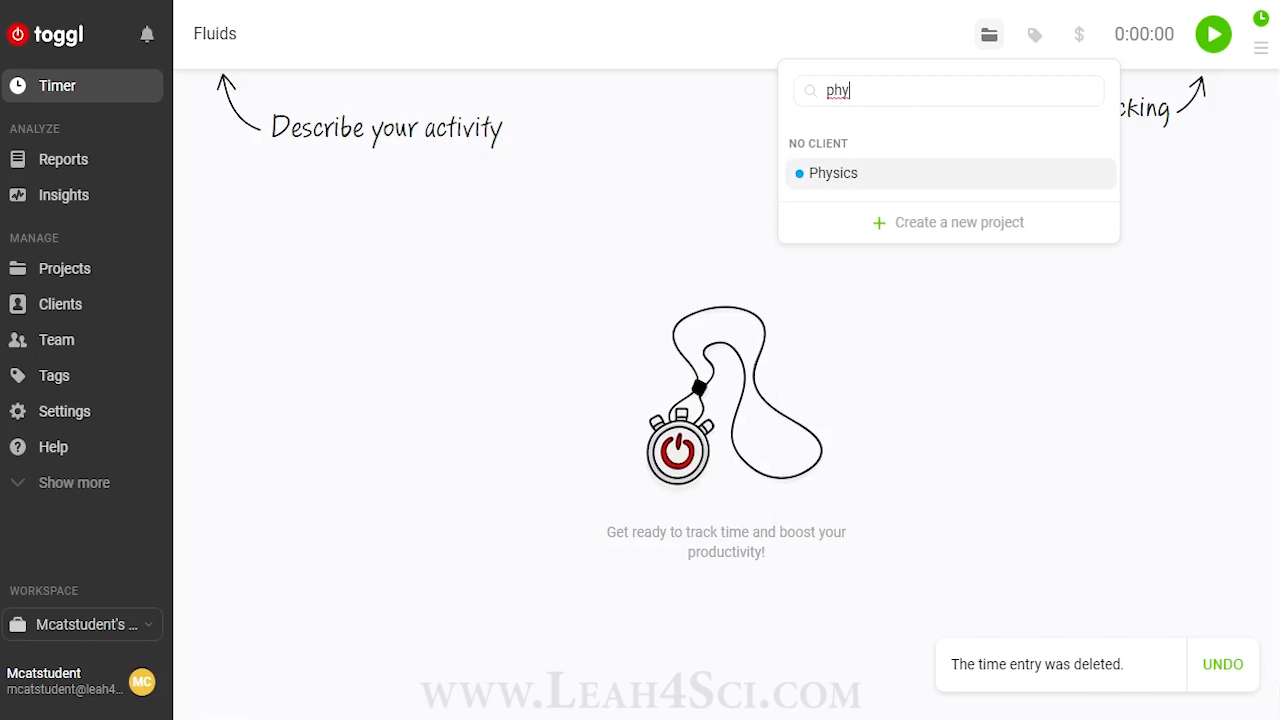 toggl
Fluids
$
0:00:00
Timer
phy
cking
Describe your activity
ANALYZE
NO CLIENT
Reports
Physics
Insights
Create a new project
MANAGE
Projects
Clients
Team
Tags
Settings
Help
Show more
Get ready to track time and boost your
productivity!
WORKSPACE
Mcatstudent's ...
The time entry was deleted.
UNDO
Mcatstudent
mcatstudent@leah4...
MC
www.Leah4Sci.com